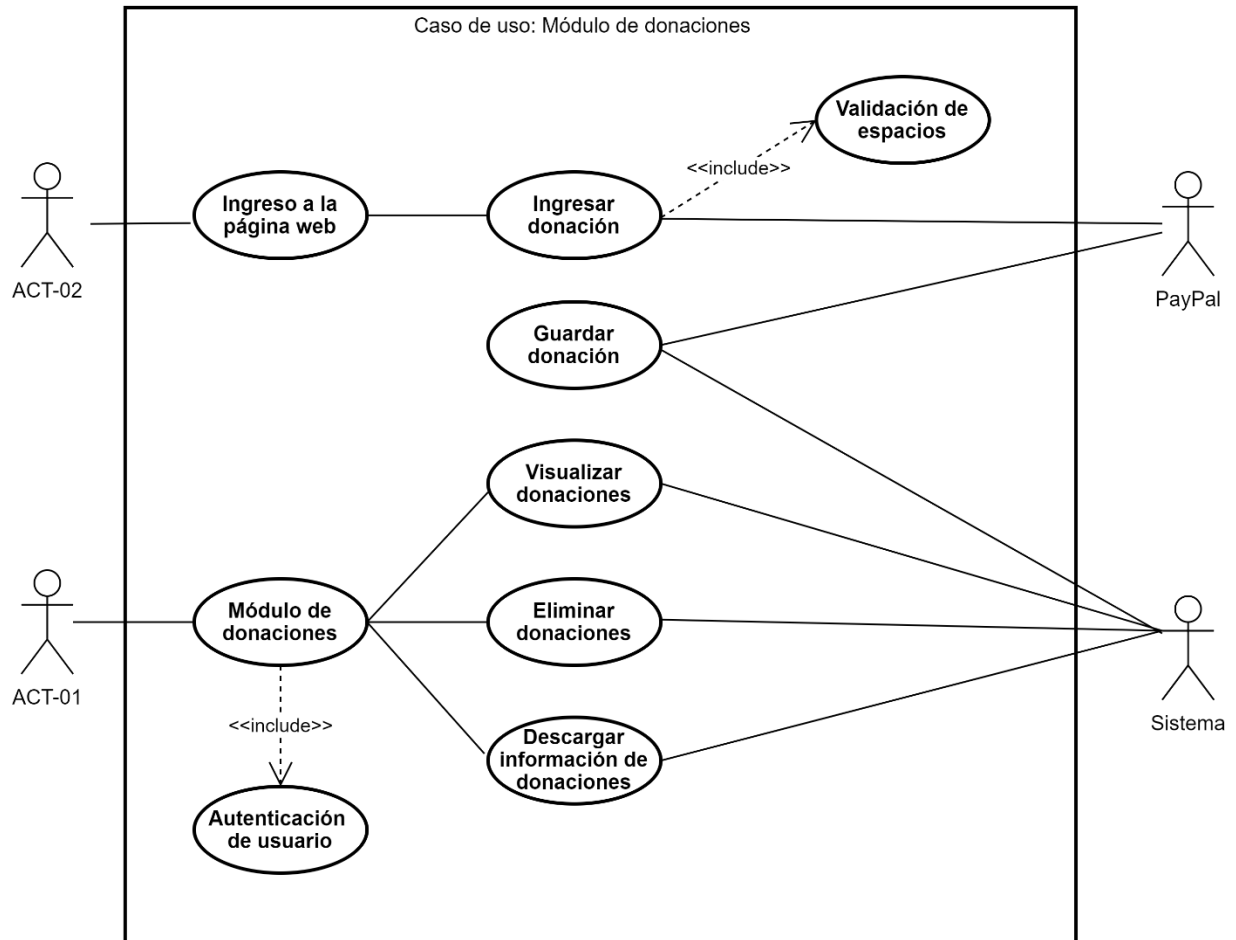 Caso de uso: Módulo de donaciones
Validación de
espacios
<<include>>
Ingreso a la
página web
Ingresar
donación
ACT-02
PayPal
Guardar
donación
Visualizar
donaciones
Módulo de
donaciones
Eliminar
donaciones
ACT-01
Sistema
<<include>>
Descargar
información de
donaciones
Autenticación
de usuario